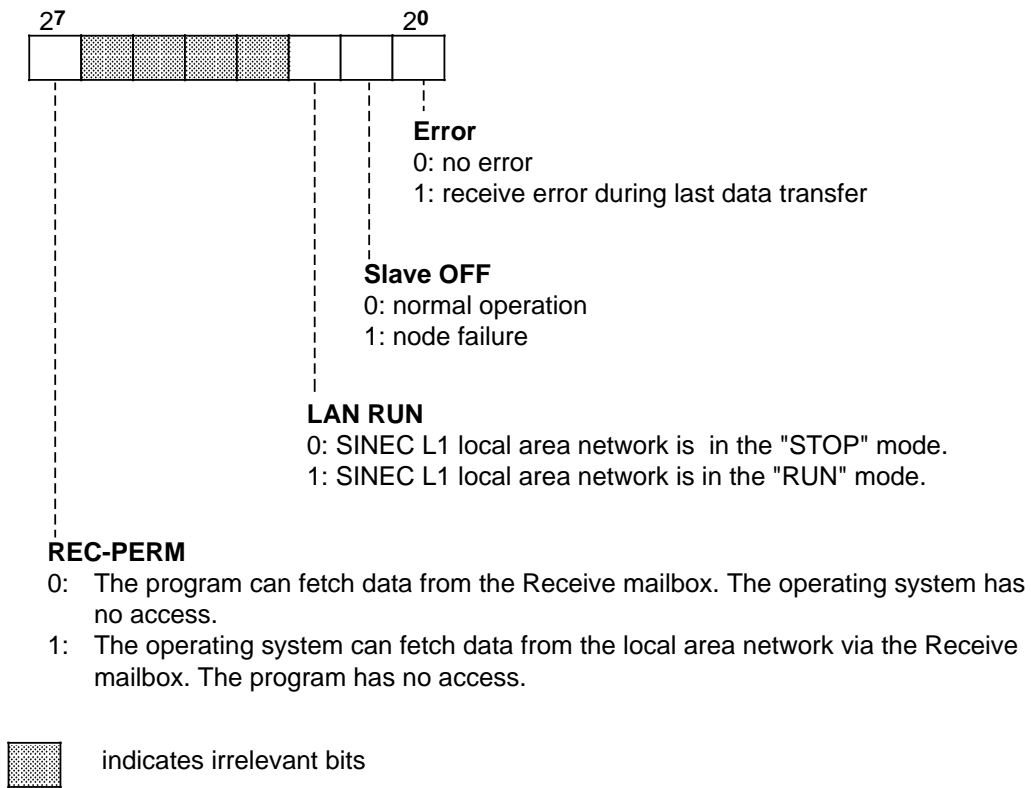 2⁷ 2⁰
Error
0: no error
1: receive error during last data transfer
Slave OFF
0: normal operation
1: node failure
LAN RUN
0: SINEC L1 local area network is in the "STOP" mode.
1: SINEC L1 local area network is in the "RUN" mode.
REC-PERM
0: The program can fetch data from the Receive mailbox. The operating system has
no access.
1: The operating system can fetch data from the local area network via the Receive
mailbox. The program has no access.
indicates irrelevant bits